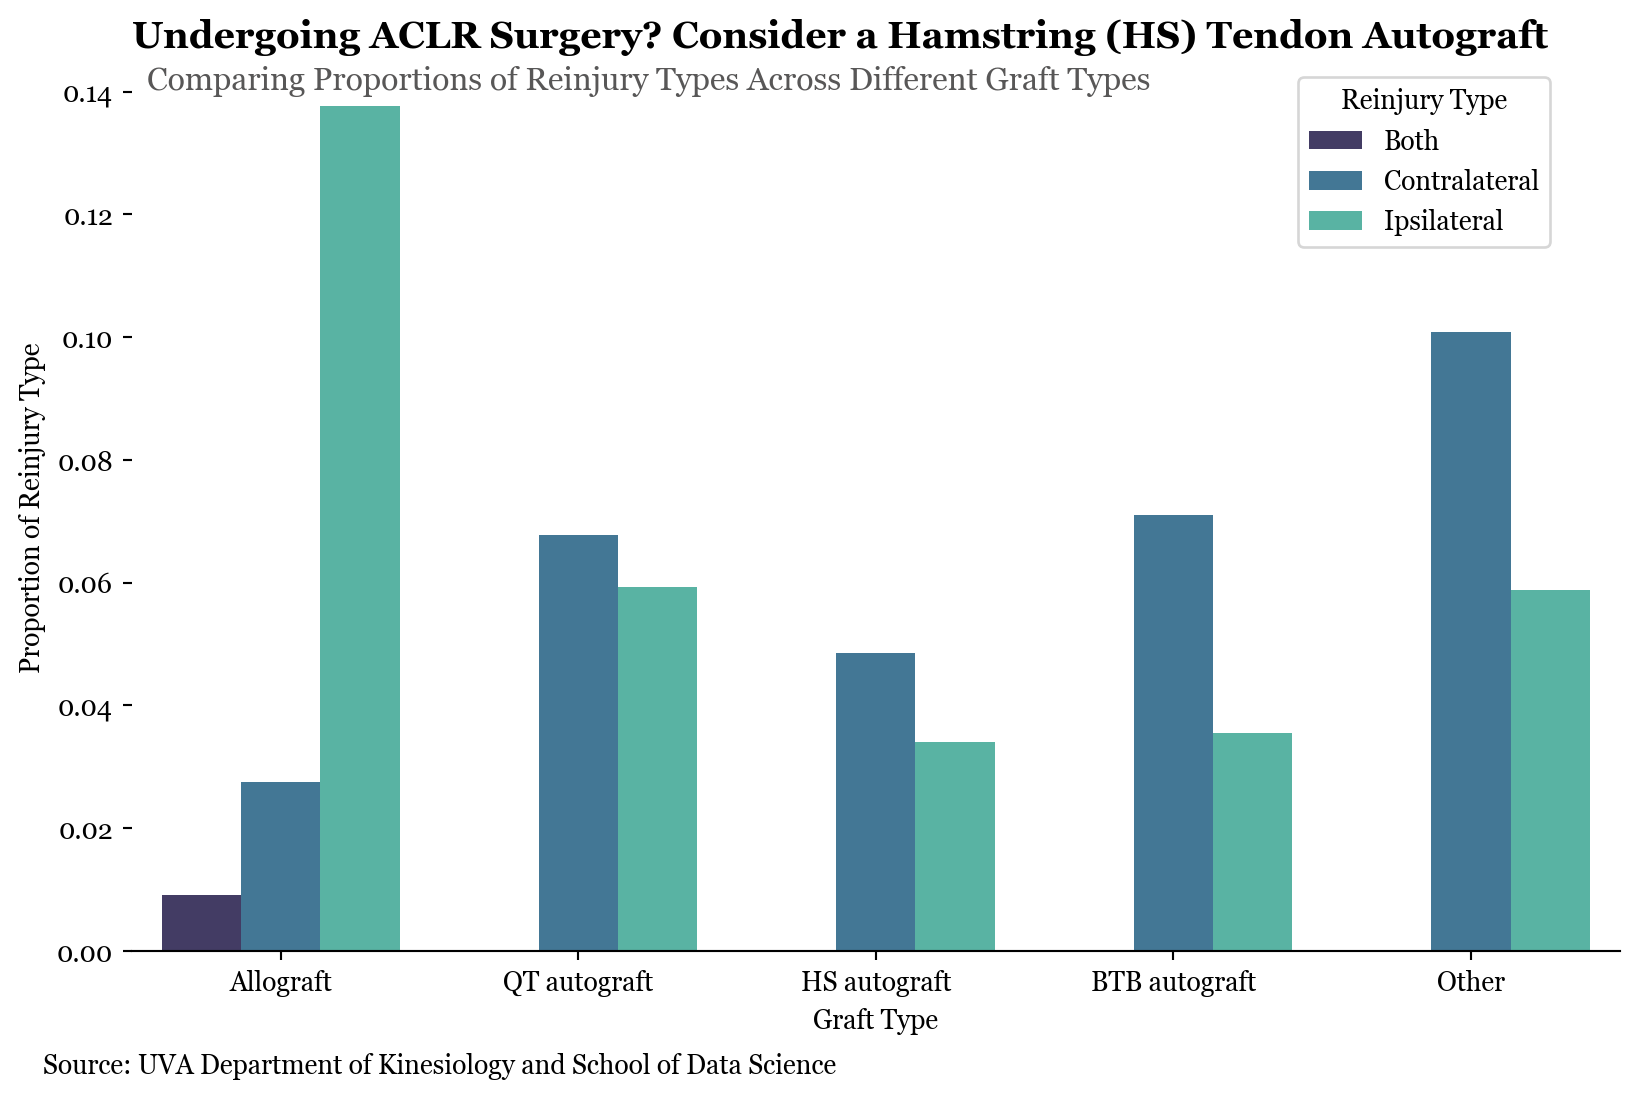 Undergoing ACLR Surgery? Consider a Hamstring (HS) Tendon Autograft
Comparing Proportions of Reinjury Types Across Different Graft Types
Reinjury Type
Both
Contralateral
Ipsilateral
Proportion of Reinjury Type
0.14
0.12
0.10
0.08
0.06
0.04
0.02
0.00
Allograft
QT autograft
HS autograft
BTB autograft
Other
Graft Type
Source: UVA Department of Kinesiology and School of Data Science